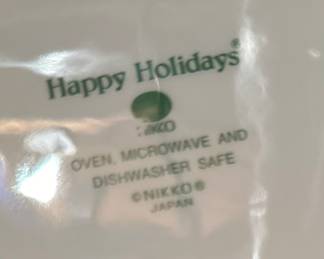 Happy Holidays®
NIKKO
OVEN, MICROWAVE AND
DISHWASHER SAFE
©NIKKO®
JAPAN